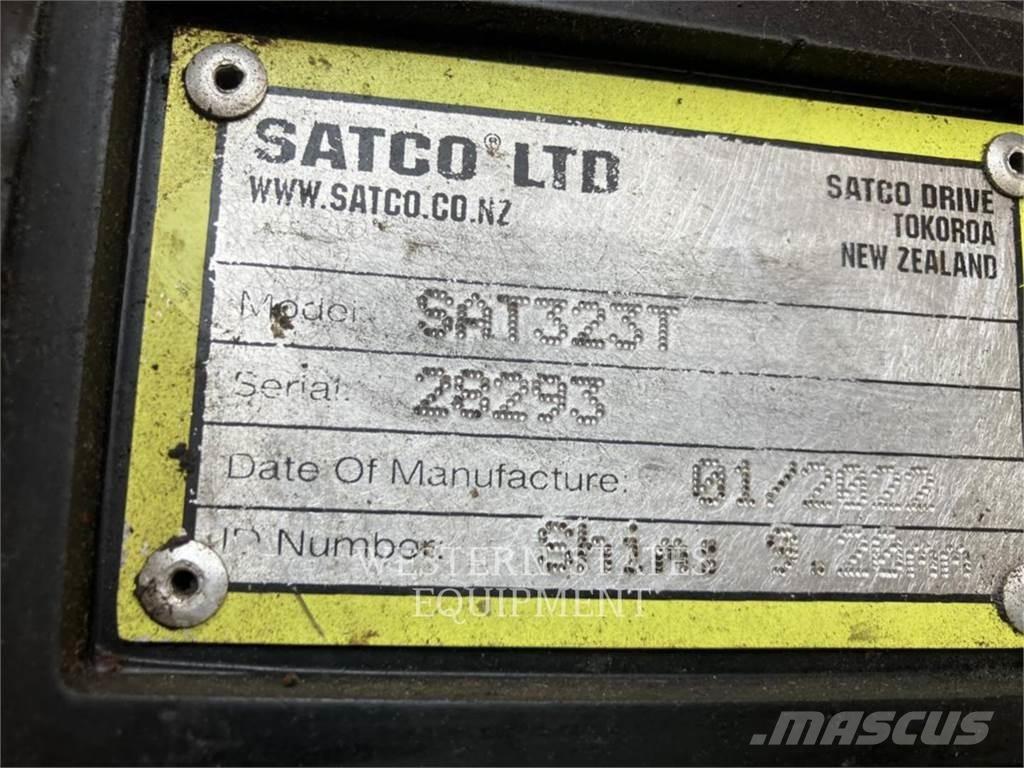 SATCO® LTD
WWW.SATCO.CO.NZ
SATCO DRIVE
TOKOROA
NEW ZEALAND
Model: SAT323T
Serial: 28293
Date Of Manufacture: 01/2022
ID Number: Shims 9.20mm
WESTERN STATES
EQUIPMENT
MASCUS